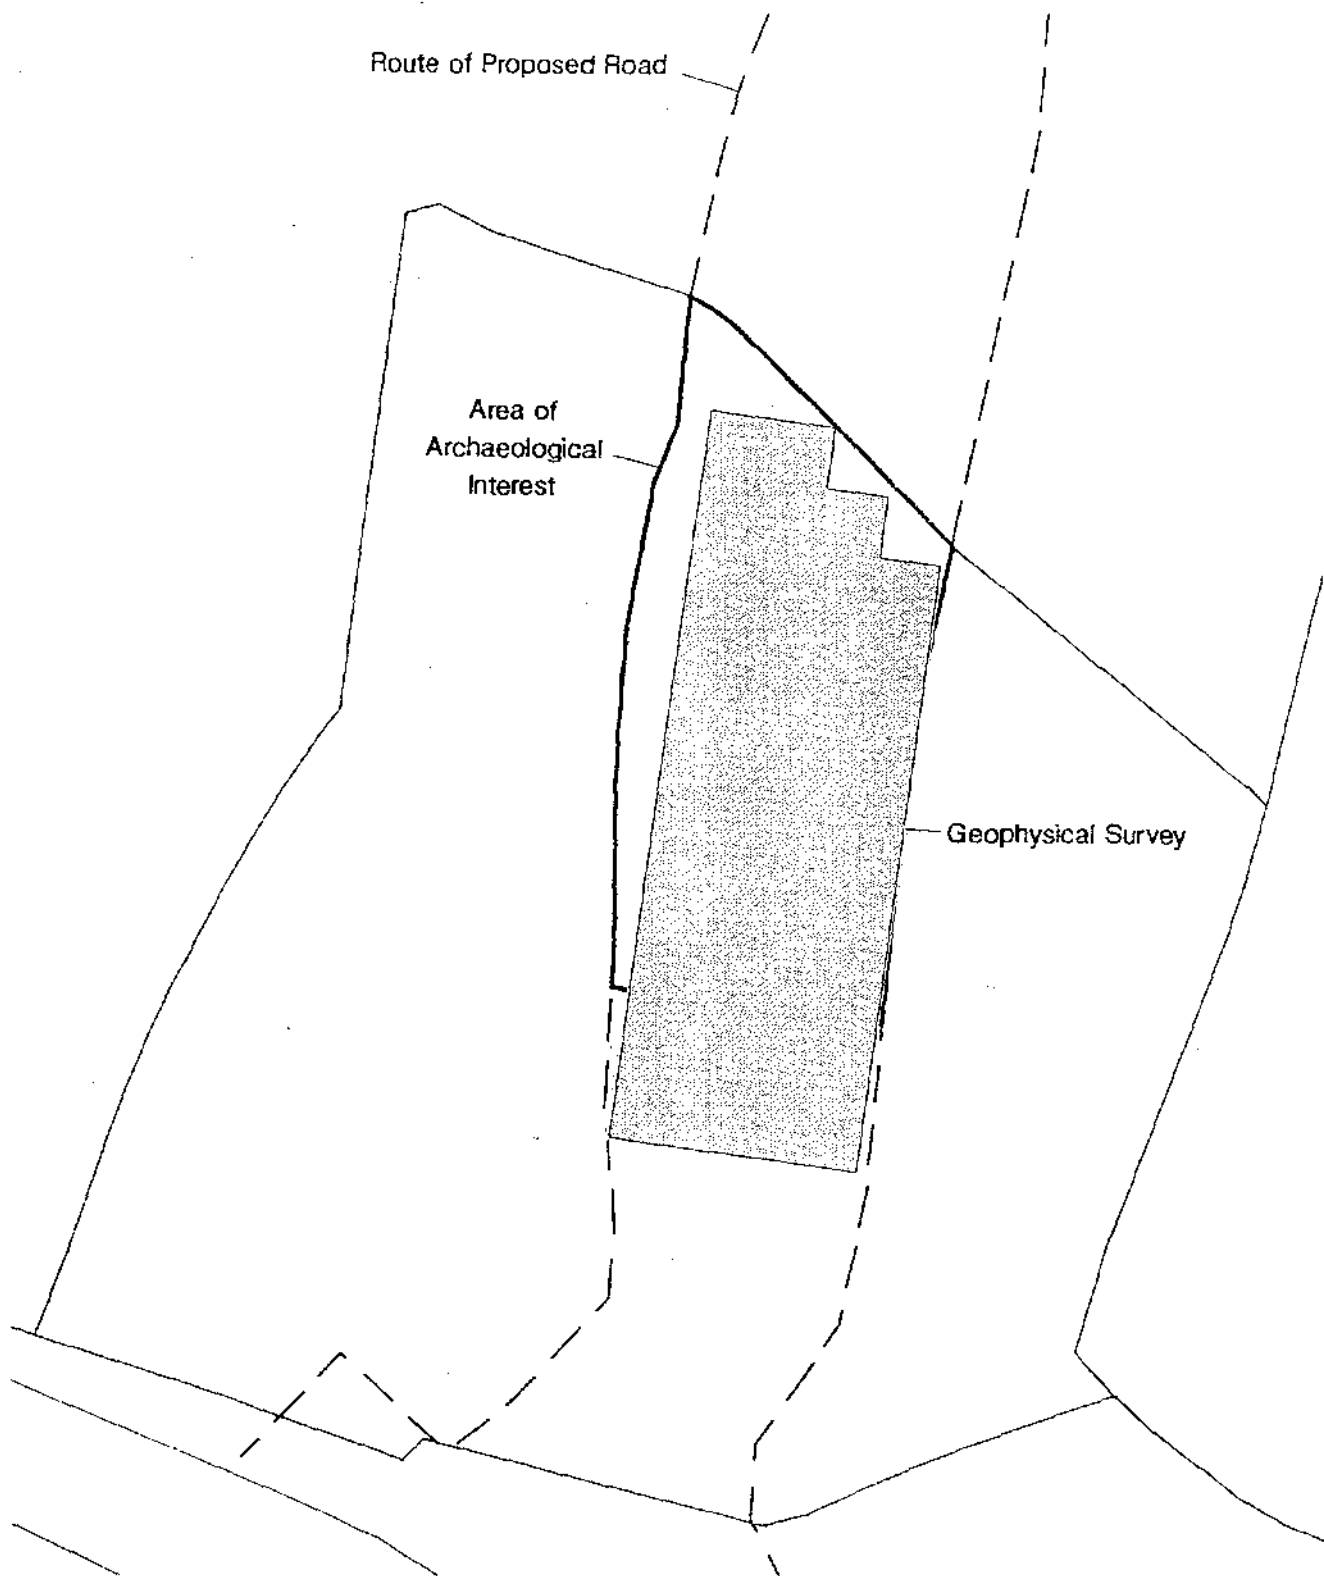 Route of Proposed Road
Area of
Archaeological
Interest
Geophysical Survey